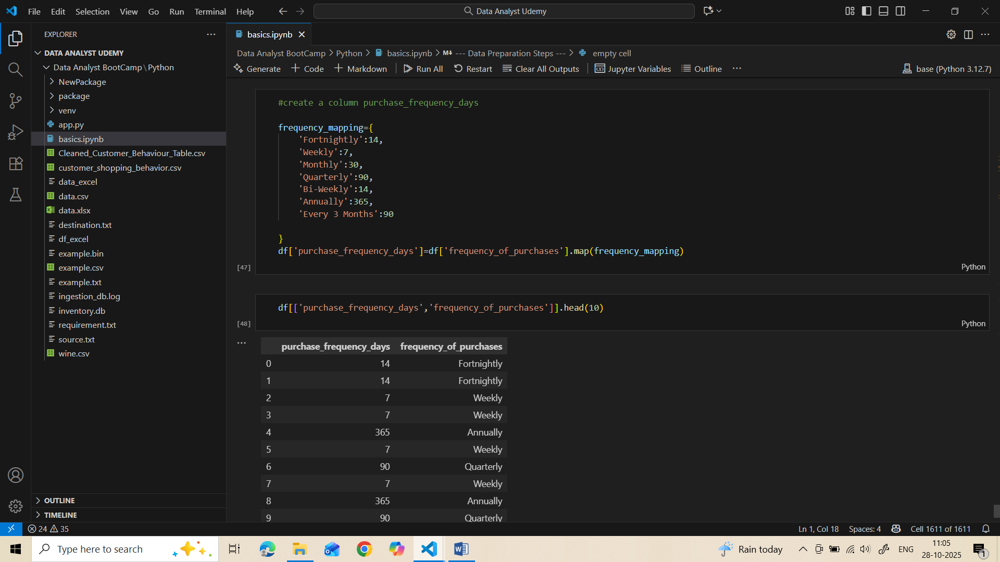 File Edit Selection View Go Run Terminal Help
Data Analyst Udemy
EXPLORER
DATA ANALYST UDEMY
Data Analyst BootCamp\Python
NewPackage
package
venv
app.py
basics.ipynb
Cleaned_Customer_Behaviour_Table.csv
customer_shopping_behavior.csv
data_excel
data.csv
data.xlsx
destination.txt
df_excel
example.bin
example.csv
example.txt
ingestion_db.log
inventory.db
requirement.txt
source.txt
wine.csv
OUTLINE
TIMELINE
basics.ipynb
Data Analyst BootCamp > Python > basics.ipynb > M↓ --- Data Preparation Steps --- > empty cell
Generate + Code + Markdown Run All Restart Clear All Outputs Jupyter Variables Outline ... base (Python 3.12.7)
#create a column purchase_frequency_days
frequency_mapping={
'Fortnightly':14,
'Weekly':7,
'Monthly':30,
'Quarterly':90,
'Bi-Weekly':14,
'Annually':365,
'Every 3 Months':90
}
df['purchase_frequency_days']=df['frequency_of_purchases'].map(frequency_mapping)
[47] Python
df[['purchase_frequency_days','frequency_of_purchases']].head(10)
[48] Python
purchase_frequency_days frequency_of_purchases
0 14 Fortnightly
1 14 Fortnightly
2 7 Weekly
3 7 Weekly
4 365 Annually
5 7 Weekly
6 90 Quarterly
7 7 Weekly
8 365 Annually
9 90 Quarterly
24 35 Ln 1, Col 18 Spaces: 4 Cell 1611 of 1611
Type here to search Rain today ENG 11:05
28-10-2025 1